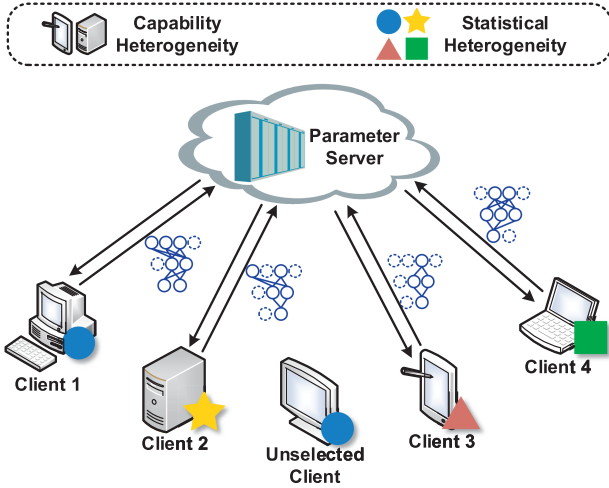 Capability
Heterogeneity
Statistical
Heterogeneity
Parameter
Server
Client 1
Client 2
Unselected
Client
Client 3
Client 4